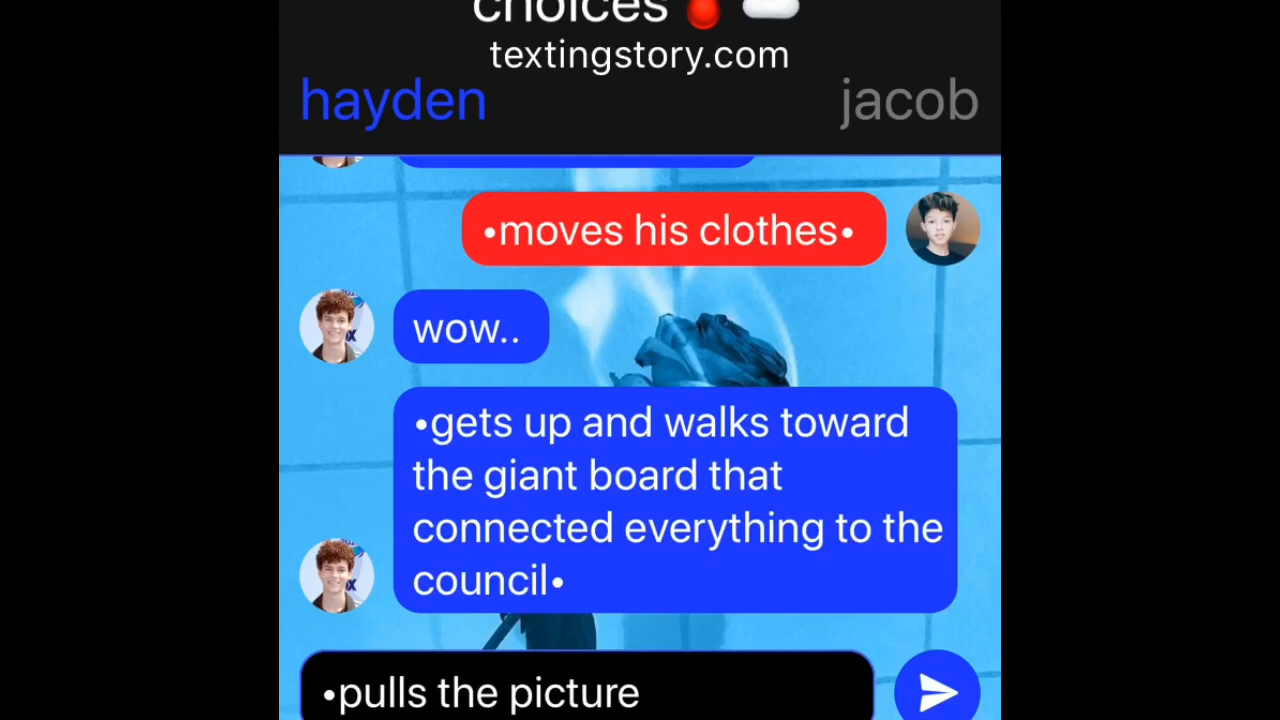 choices
textingstory.com
hayden
jacob
•moves his clothes•
wow..
•gets up and walks toward
the giant board that
connected everything to the
council•
•pulls the picture